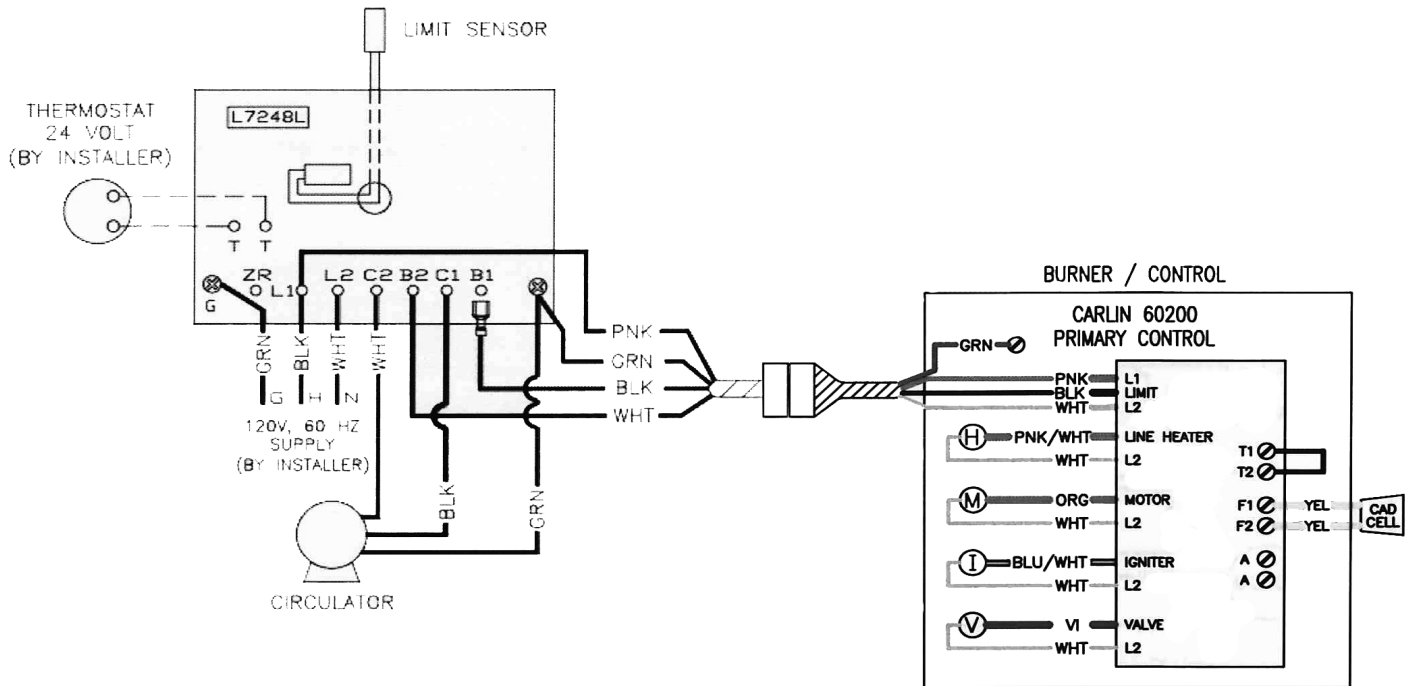 LIMIT SENSOR
THERMOSTAT
24 VOLT
(BY INSTALLER)
L7248L
T T
G
ZR L1 L2 C2 B2 C1 B1
GRN BLK WHT WHT
G H N
120V, 60 HZ
SUPPLY
(BY INSTALLER)
BLK
GRN
CIRCULATOR
PNK
GRN
BLK
WHT
BURNER / CONTROL
CARLIN 60200
PRIMARY CONTROL
GRN
PNK L1
BLK LIMIT
WHT L2
H PNK/WHT LINE HEATER
WHT L2
M ORG MOTOR
WHT L2
I BLU/WHT IGNITER
WHT L2
V VI VALVE
WHT L2
T1
T2
F1 YEL
F2 YEL
CAD
CELL
A
A